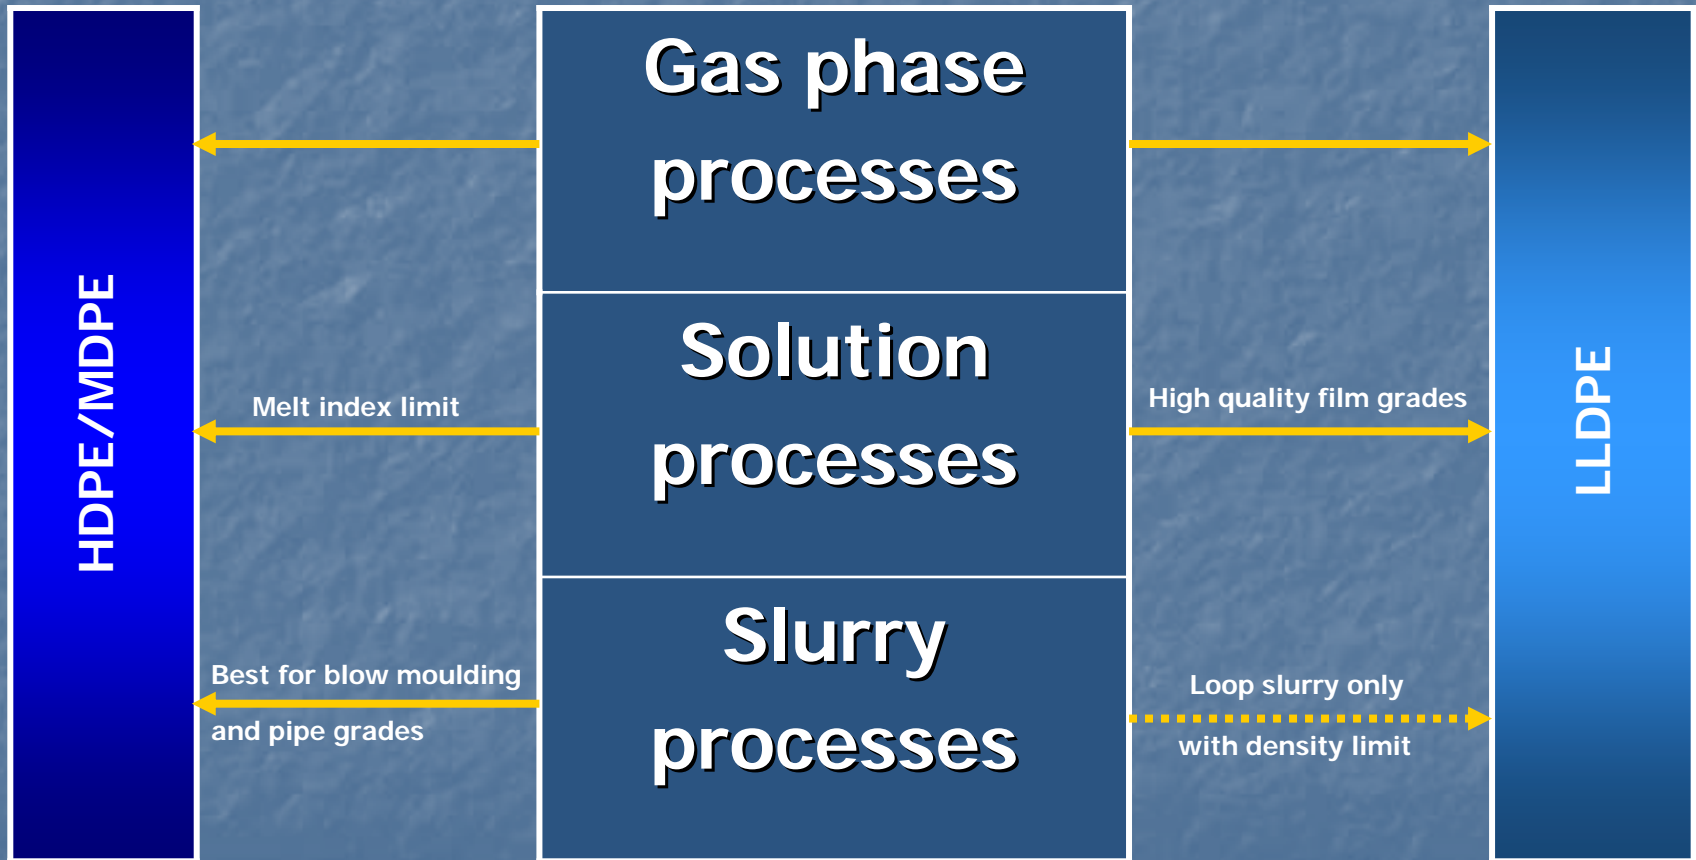 HDPE/MDPE
Gas phase
processes
Melt index limit
Solution
processes
High quality film grades
Best for blow moulding
and pipe grades
Slurry
processes
Loop slurry only
with density limit
LLDPE